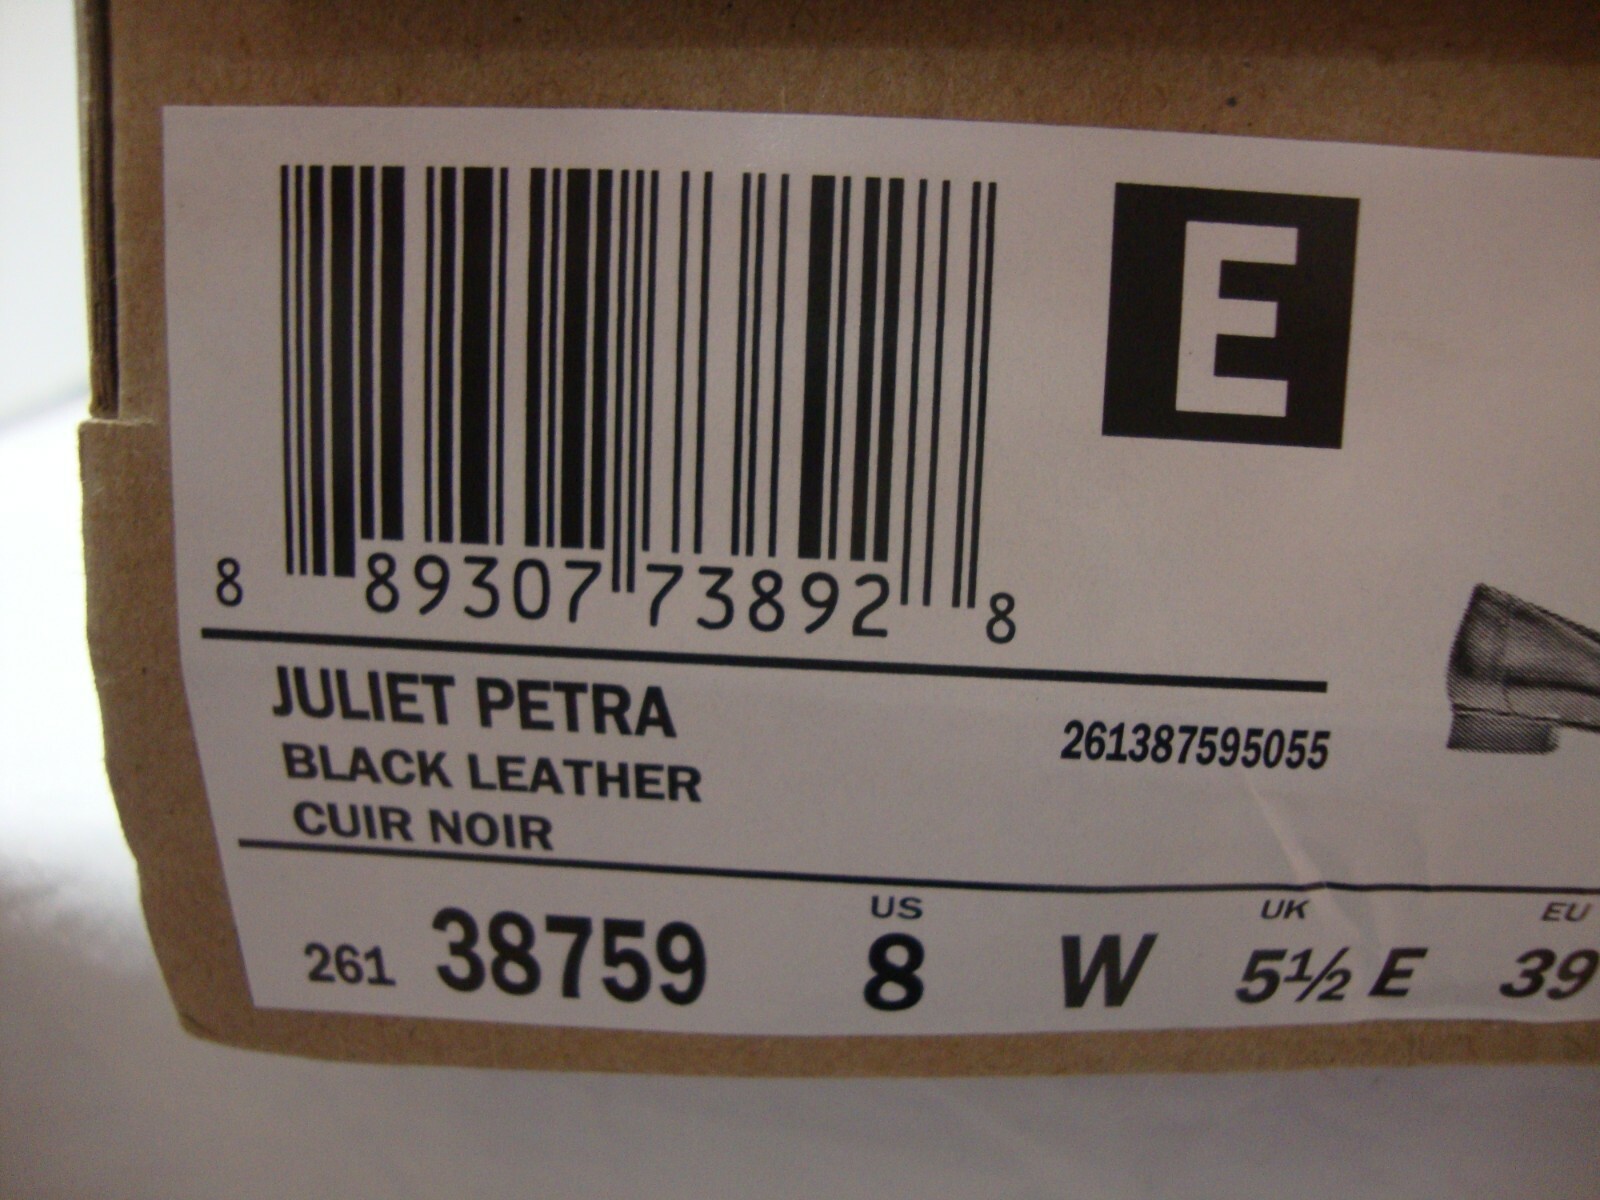 E
8 89307 73892 8
JULIET PETRA
BLACK LEATHER
CUIR NOIR
261387595055
US UK EU
261 38759 8 W 5½ E 39